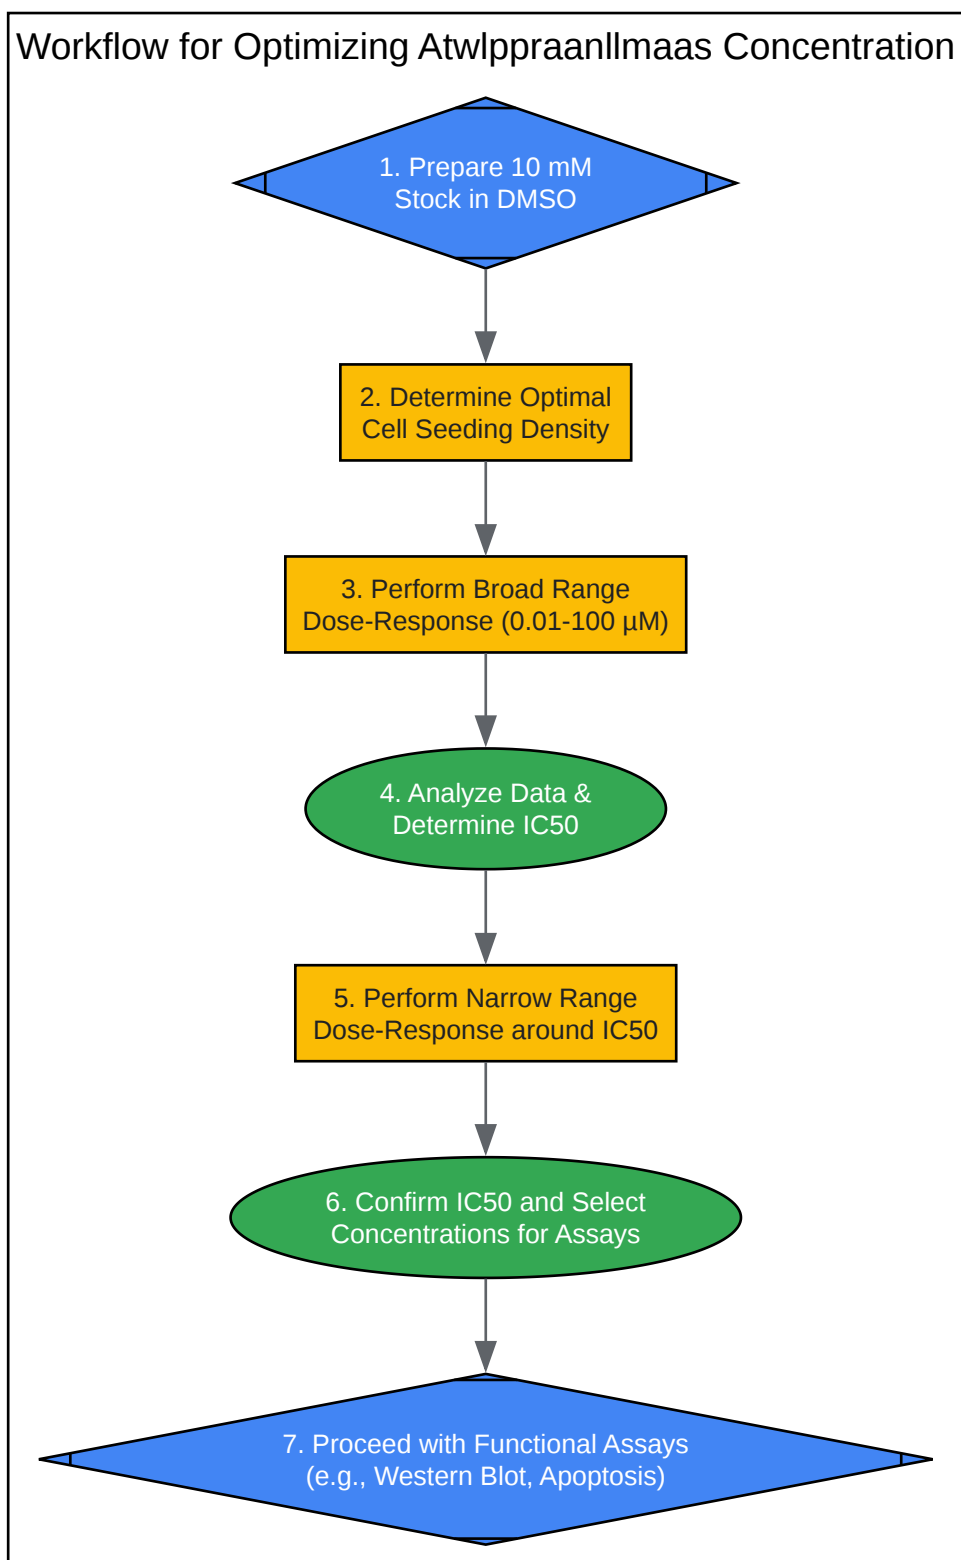 Workflow for Optimizing Atwlppraanllmaas Concentration
1. Prepare 10 mM
Stock in DMSO
2. Determine Optimal
Cell Seeding Density
3. Perform Broad Range
Dose-Response (0.01-100 µM)
4. Analyze Data &
Determine IC50
5. Perform Narrow Range
Dose-Response around IC50
6. Confirm IC50 and Select
Concentrations for Assays
7. Proceed with Functional Assays
(e.g., Western Blot, Apoptosis)